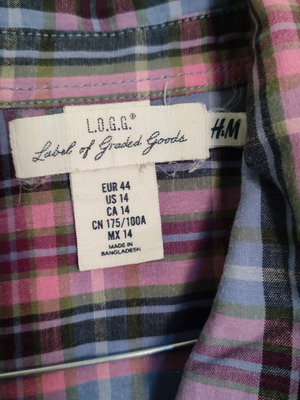 L.O.G.G.®
Label of Graded Goods
H&M
EUR 44
US 14
CA 14
CN 175/100A
MX 14
MADE IN
BANGLADESH